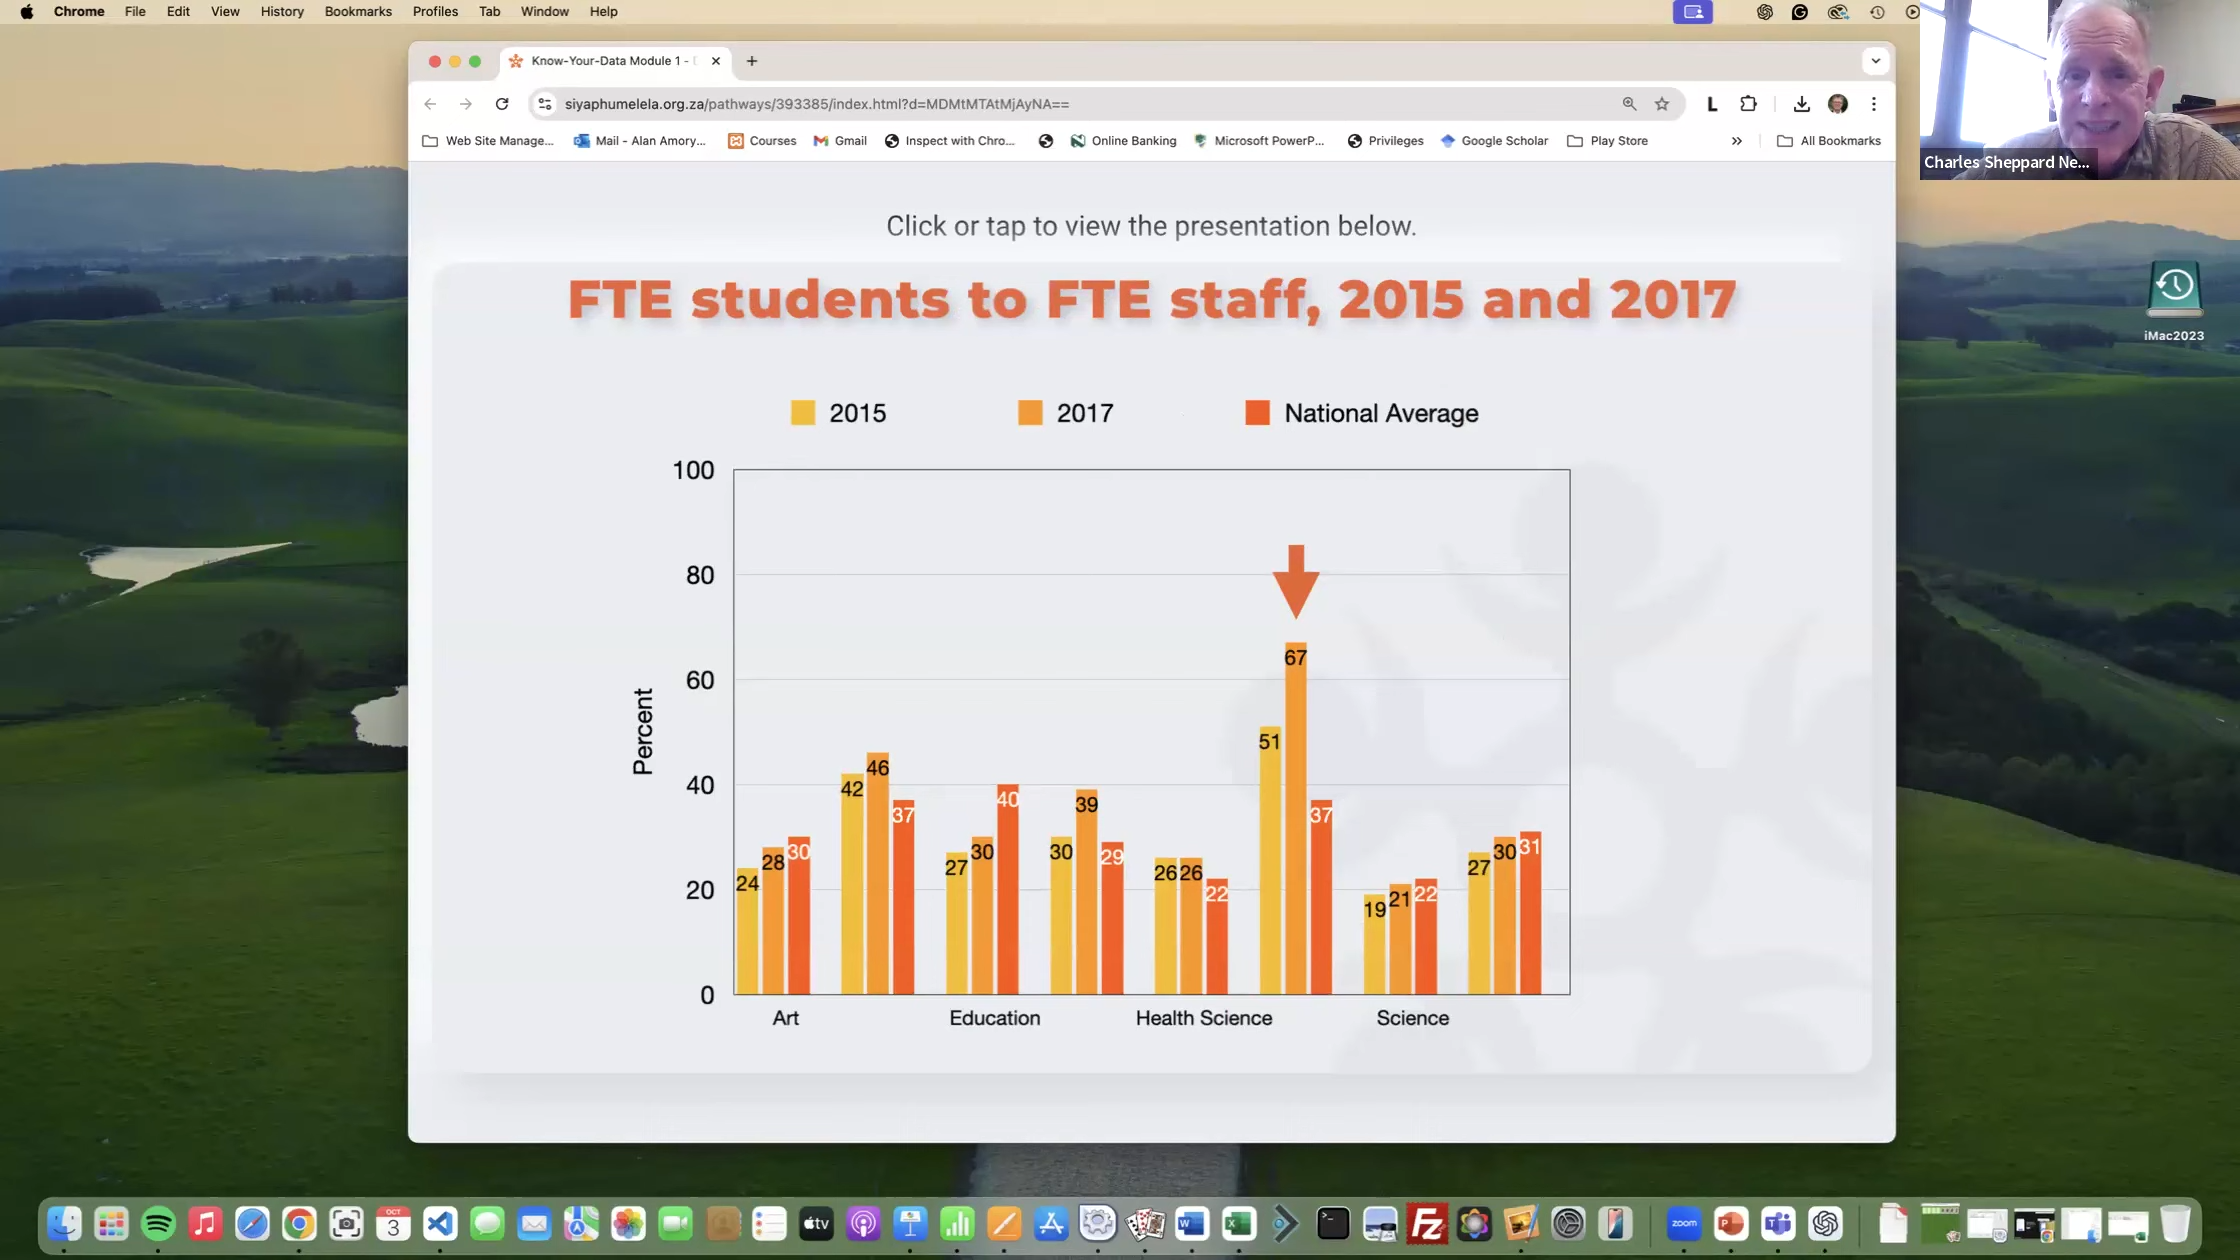 Chrome File Edit View History Bookmarks Profiles Tab Window Help
Know-Your-Data Module 1 -
siyaphumelela.org.za/pathways/393385/index.html?d=MDMtMTAtMjAyNA==
L
Web Site Manage... Mail - Alan Amory... Courses Gmail Inspect with Chro... Online Banking Microsoft PowerP... Privileges Google Scholar Play Store » All Bookmarks
Charles Sheppard Ne...
Click or tap to view the presentation below.
FTE students to FTE staff, 2015 and 2017
iMac2023
2015 2017 National Average
100
80
60
40
20
0
Percent
24 28 30
42 46 37
27 30 40
30 39 29
26 26 22
51 67 37
19 21 22
27 30 31
Art Education Health Science Science
OCT
3
tv
W
X
Fz
zoom
P
T